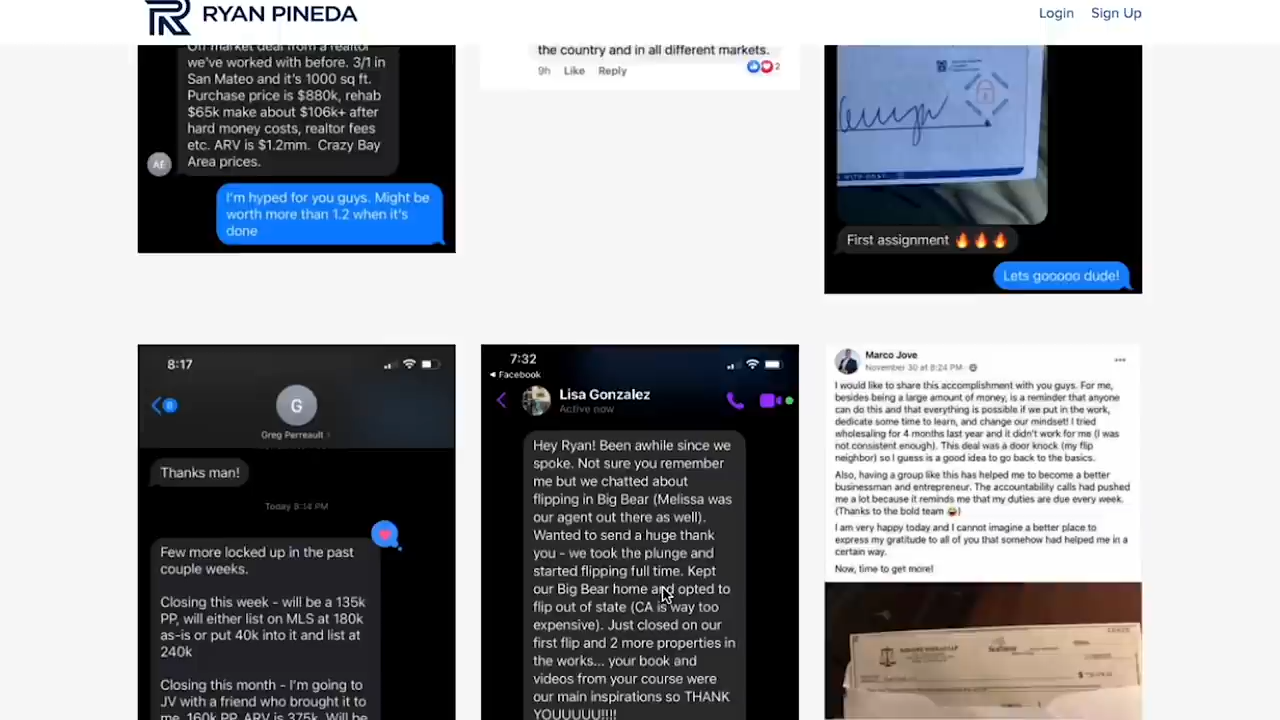 RYAN PINEDA
Login Sign Up
Off market deal from a realtor
we've worked with before. 3/1 in
San Mateo and it's 1000 sq ft.
Purchase price is $880k, rehab
$65k make about $106k+ after
hard money costs, realtor fees
etc. ARV is $1.2mm. Crazy Bay
Area prices.
AE
I'm hyped for you guys. Might be
worth more than 1.2 when it's
done
the country and in all different markets.
9h Like Reply 2
First assignment 🔥🔥🔥
Lets gooooo dude!
8:17
G
Greg Perreault
Thanks man!
Today 8:14 PM
Few more locked up in the past
couple weeks.
Closing this week - will be a 135k
PP, will either list on MLS at 180k
as-is or put 40k into it and list at
240k
Closing this month - I'm going to
JV with a friend who brought it to
me. 160k PP. ARV is 375k. Will be
7:32
Facebook
Lisa Gonzalez
Active now
Hey Ryan! Been awhile since we
spoke. Not sure you remember
me but we chatted about
flipping in Big Bear (Melissa was
our agent out there as well).
Wanted to send a huge thank
you - we took the plunge and
started flipping full time. Kept
our Big Bear home and opted to
flip out of state (CA is way too
expensive). Just closed on our
first flip and 2 more properties in
the works... your book and
videos from your course were
our main inspirations so THANK
YOUUUUU!!!!
Marco Jove
November 30 at 8:24 PM
I would like to share this accomplishment with you guys. For me,
besides being a large amount of money, is a reminder that anyone
can do this and that everything is possible if we put in the work,
dedicate some time to learn, and change our mindset! I tried
wholesaling for 4 months last year and it didn't work for me (I was
not consistent enough). This deal was a door knock (my flip
neighbor) so I guess is a good idea to go back to the basics.
Also, having a group like this has helped me to become a better
businessman and entrepreneur. The accountability calls had pushed
me a lot because it reminds me that my duties are due every week.
(Thanks to the bold team 😂)
I am very happy today and I cannot imagine a better place to
express my gratitude to all of you that somehow had helped me in a
certain way.
Now, time to get more!